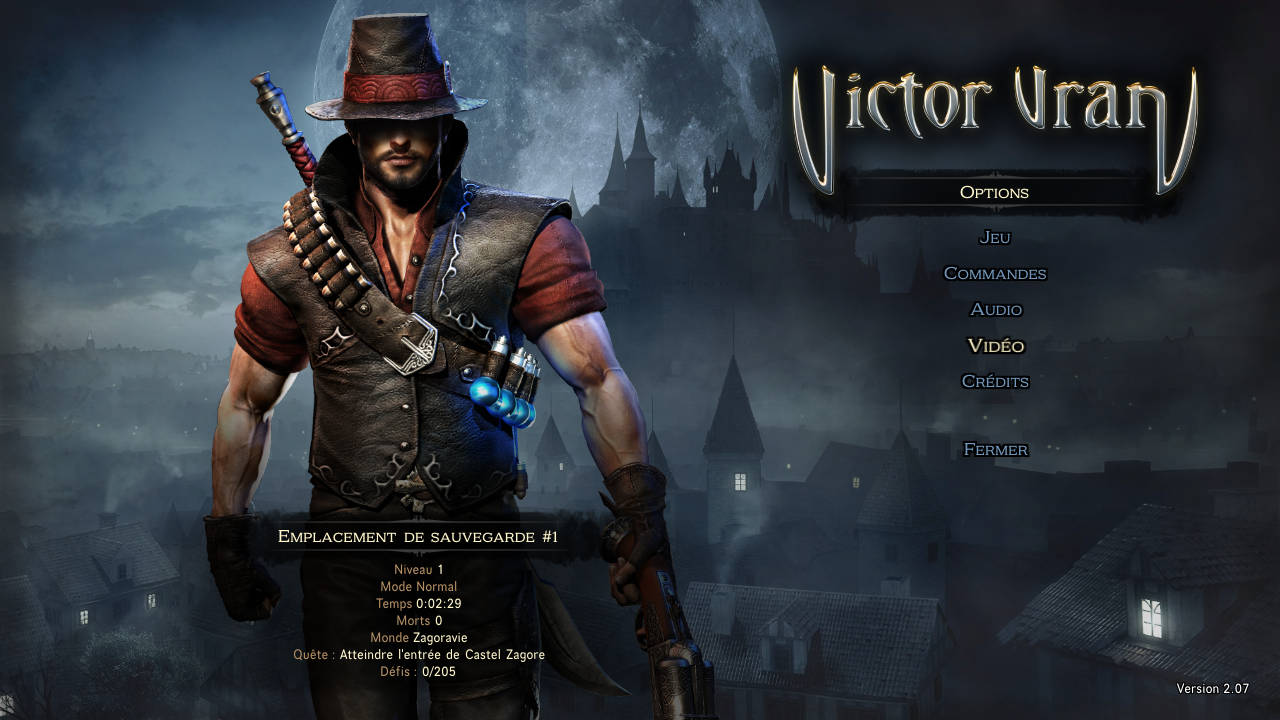 Victor Vran
Options
Jeu
Commandes
Audio
Vidéo
Crédits
Fermer
Emplacement de sauvegarde #1
Niveau 1
Mode Normal
Temps 0:02:29
Morts 0
Monde Zagoravie
Quête : Atteindre l'entrée de Castel Zagore
Défis : 0/205
Version 2.07